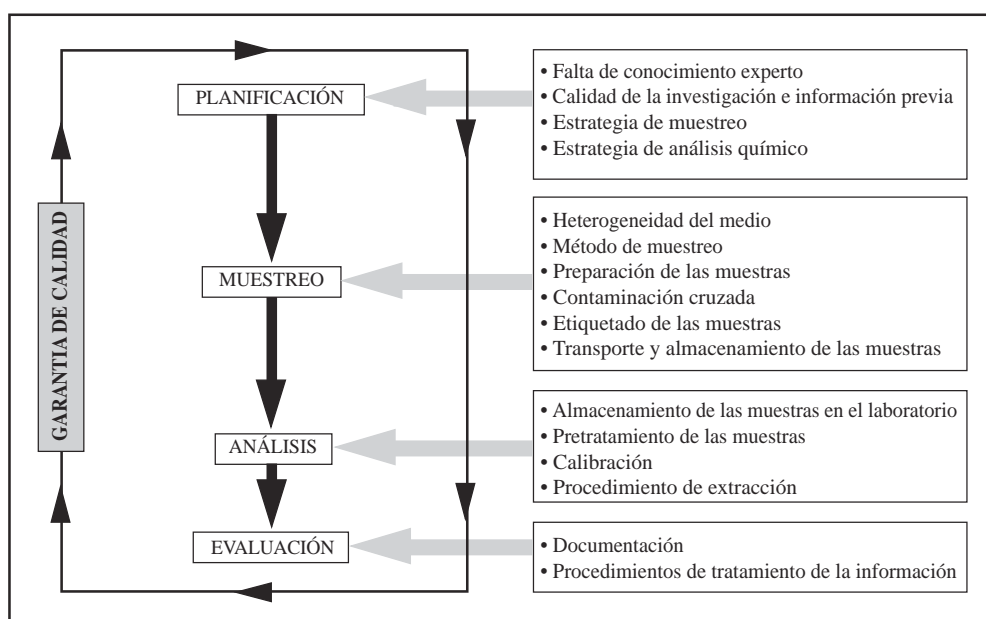 GARANTIA DE CALIDAD
PLANIFICACIÓN
• Falta de conocimiento experto
• Calidad de la investigación e información previa
• Estrategia de muestreo
• Estrategia de análisis químico
MUESTREO
• Heterogeneidad del medio
• Método de muestreo
• Preparación de las muestras
• Contaminación cruzada
• Etiquetado de las muestras
• Transporte y almacenamiento de las muestras
ANÁLISIS
• Almacenamiento de las muestras en el laboratorio
• Pretratamiento de las muestras
• Calibración
• Procedimiento de extracción
EVALUACIÓN
• Documentación
• Procedimientos de tratamiento de la información